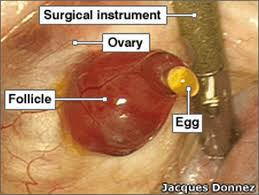 Surgical instrument
Ovary
Follicle
Egg
Jacques Donnez